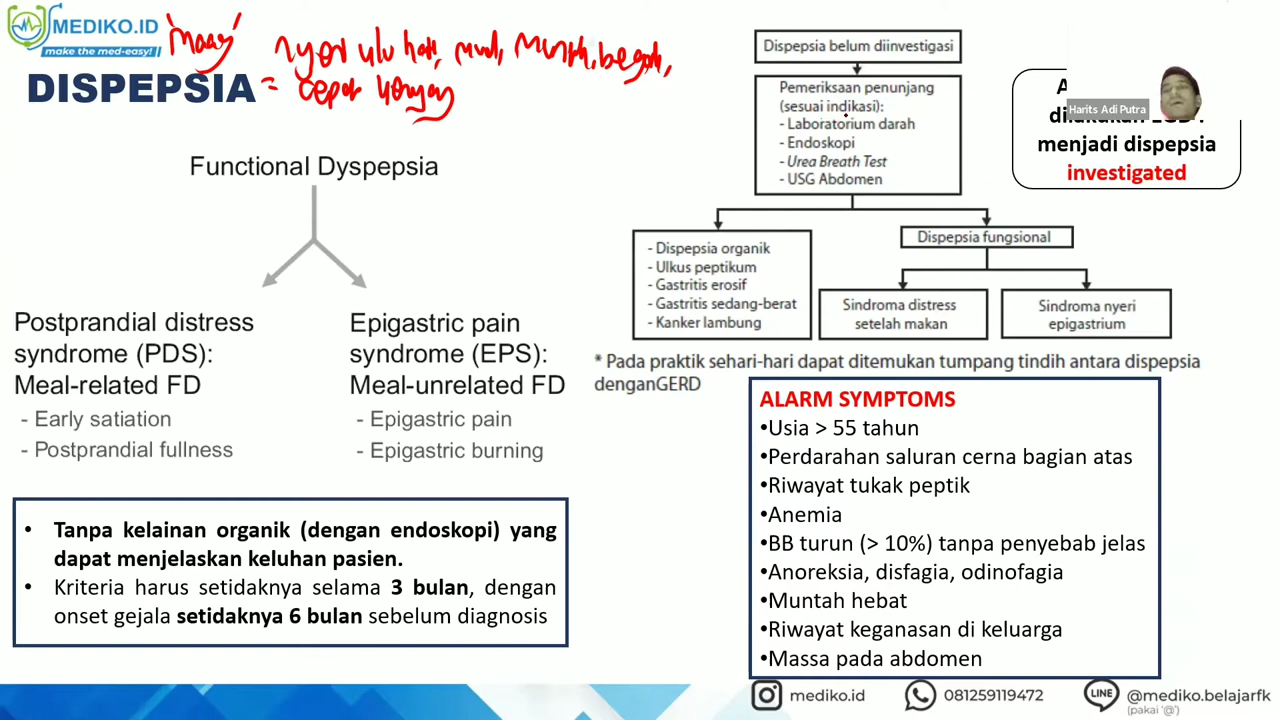 MEDIKO.ID
make the med-easy!
'maag'
nyeri ulu hati, mual, muntah, begah,
DISPEPSIA = cepat kenyang
Functional Dyspepsia
Postprandial distress
syndrome (PDS):
Meal-related FD
- Early satiation
- Postprandial fullness
Epigastric pain
syndrome (EPS):
Meal-unrelated FD
- Epigastric pain
- Epigastric burning
• Tanpa kelainan organik (dengan endoskopi) yang
dapat menjelaskan keluhan pasien.
• Kriteria harus setidaknya selama 3 bulan, dengan
onset gejala setidaknya 6 bulan sebelum diagnosis
Dispepsia belum diinvestigasi
Pemeriksaan penunjang
(sesuai indikasi):
- Laboratorium darah
- Endoskopi
- Urea Breath Test
- USG Abdomen
- Dispepsia organik
- Ulkus peptikum
- Gastritis erosif
- Gastritis sedang-berat
- Kanker lambung
Dispepsia fungsional
Sindroma distress
setelah makan
Sindroma nyeri
epigastrium
* Pada praktik sehari-hari dapat ditemukan tumpang tindih antara dispepsia
denganGERD
Harits Adi Putra
menjadi dispepsia
investigated
ALARM SYMPTOMS
•Usia > 55 tahun
•Perdarahan saluran cerna bagian atas
•Riwayat tukak peptik
•Anemia
•BB turun (> 10%) tanpa penyebab jelas
•Anoreksia, disfagia, odinofagia
•Muntah hebat
•Riwayat keganasan di keluarga
•Massa pada abdomen
mediko.id
081259119472
LINE
@mediko.belajarfk
(pakai '@')